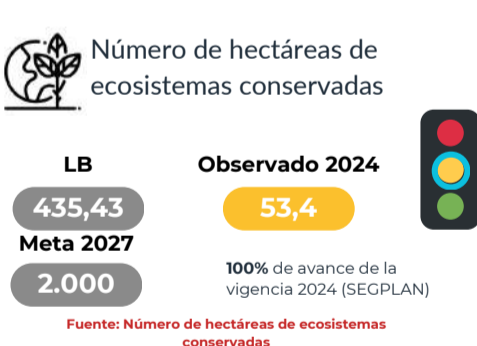 Número de hectáreas de
ecosistemas conservadas
LB
435,43
Meta 2027
2.000
Observado 2024
53,4
100% de avance de la
vigencia 2024 (SEGPLAN)
Fuente: Número de hectáreas de ecosistemas
conservadas